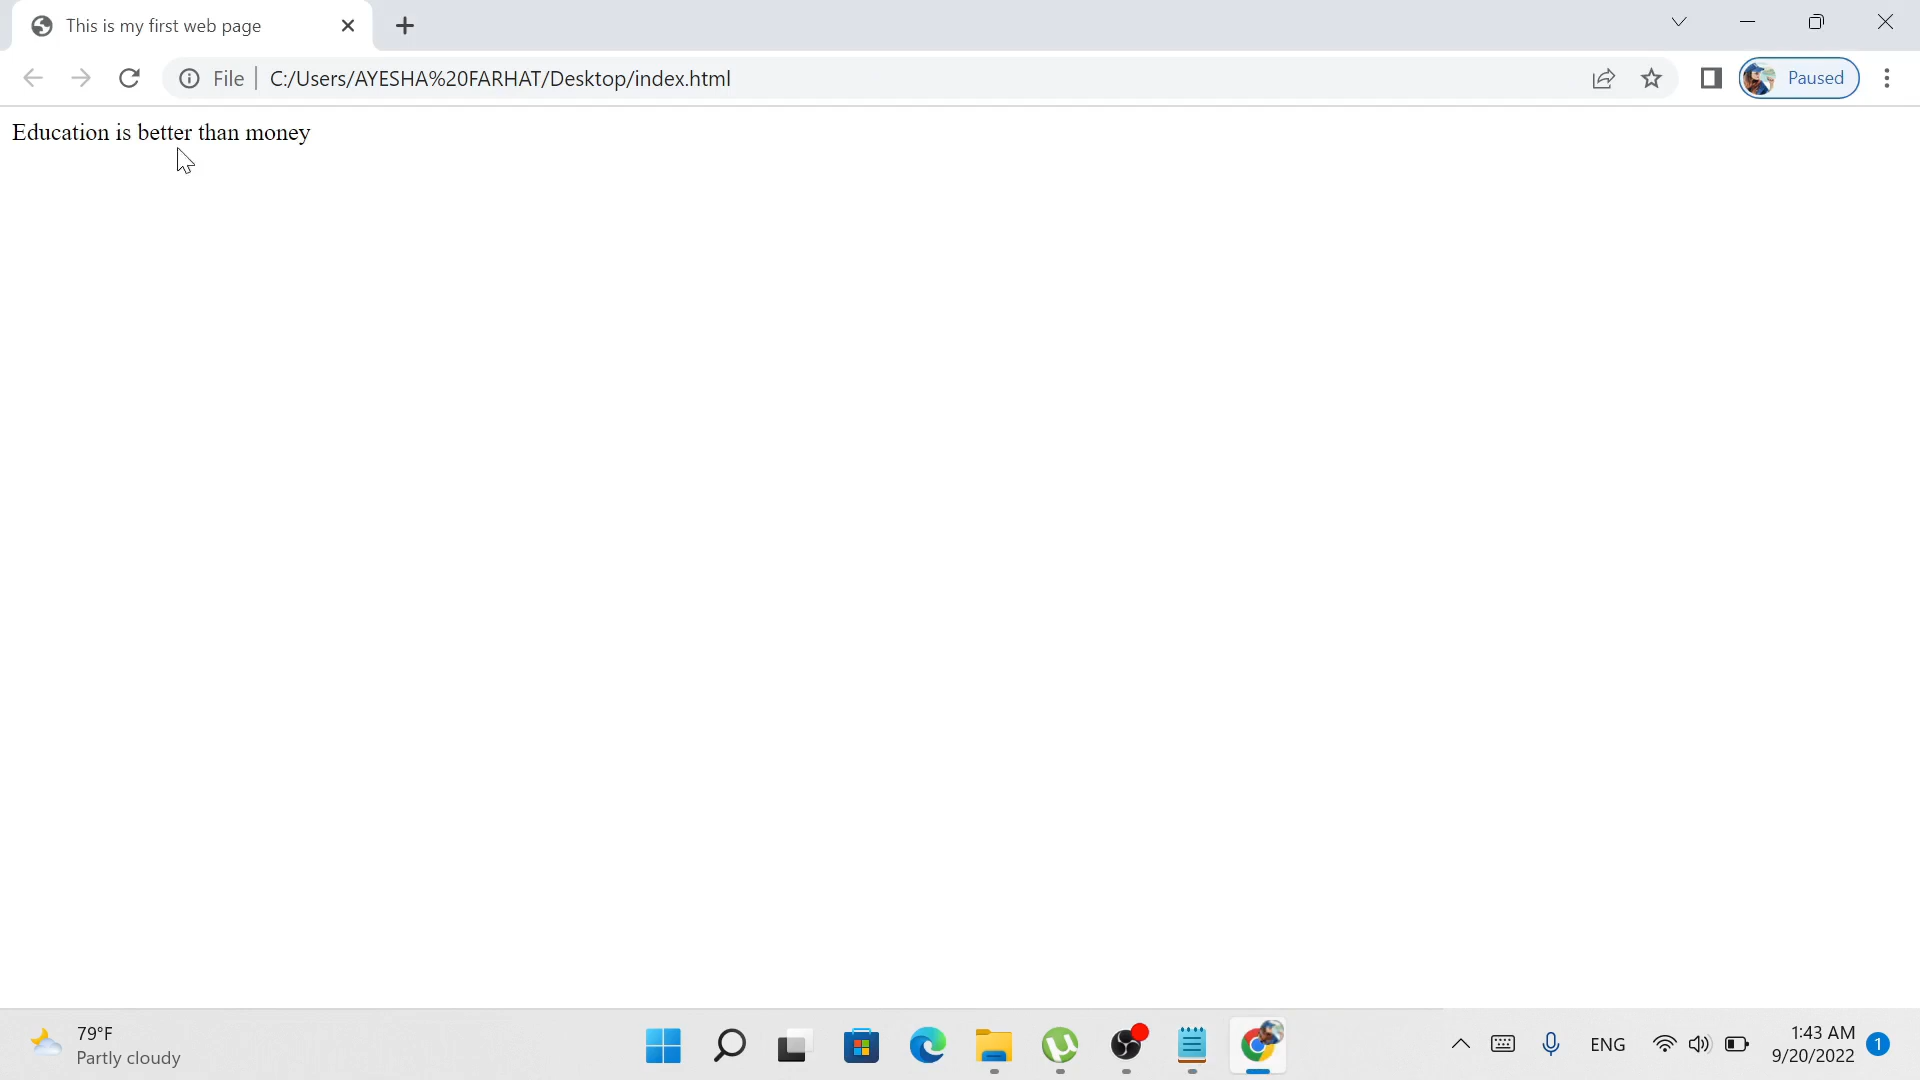 This is my first web page
File
C:/Users/AYESHA%20FARHAT/Desktop/index.html
Paused
Education is better than money
79°F
Partly cloudy
ENG
1:43 AM
9/20/2022
1